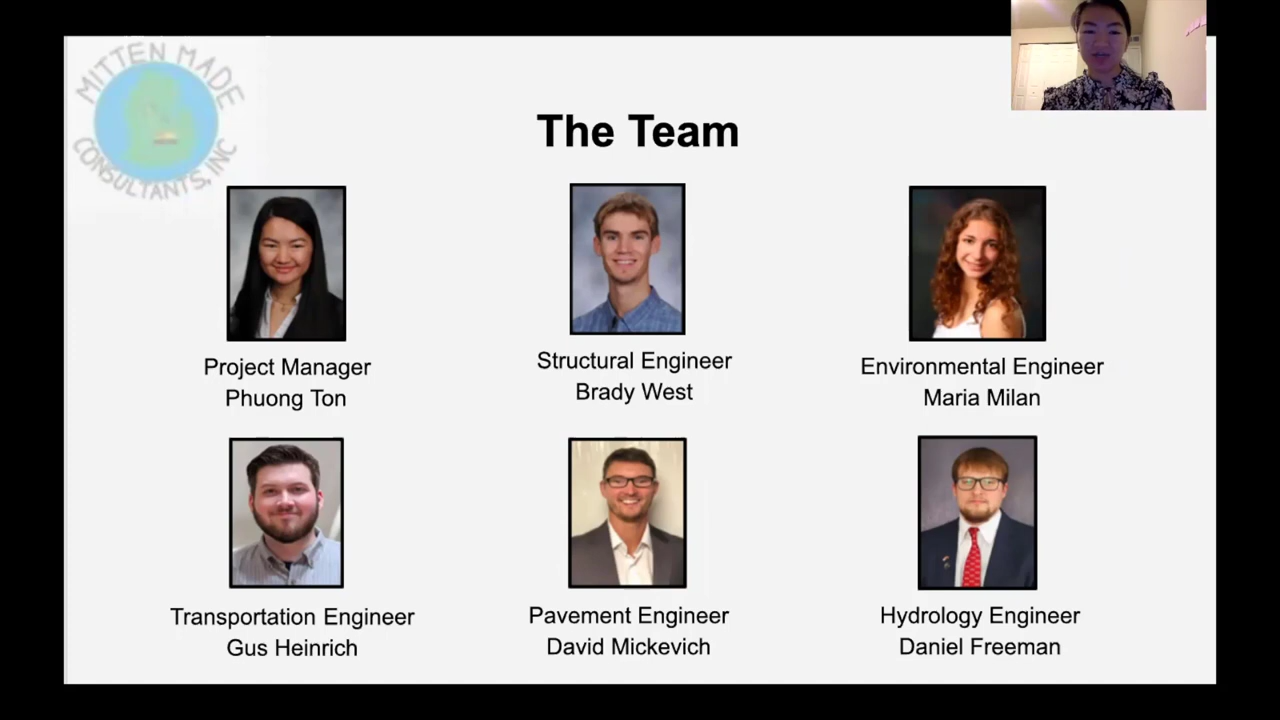 MITTEN MADE
CONSULTANTS, INC
The Team
Project Manager
Phuong Ton
Structural Engineer
Brady West
Environmental Engineer
Maria Milan
Transportation Engineer
Gus Heinrich
Pavement Engineer
David Mickevich
Hydrology Engineer
Daniel Freeman